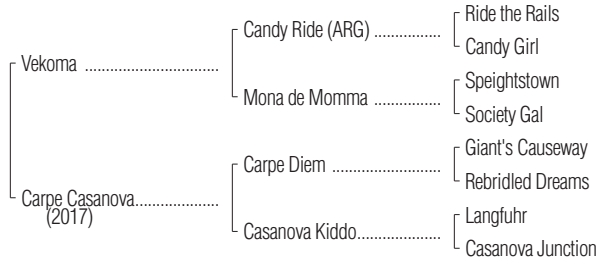 Ride the Rails
Candy Ride (ARG) ................
Candy Girl
Vekoma ................................
Speightstown
Mona de Momma ................
Society Gal
Giant's Causeway
Carpe Diem ..........................
Rebridled Dreams
Carpe Casanova....................
(2017)
Langfuhr
Casanova Kiddo....................
Casanova Junction